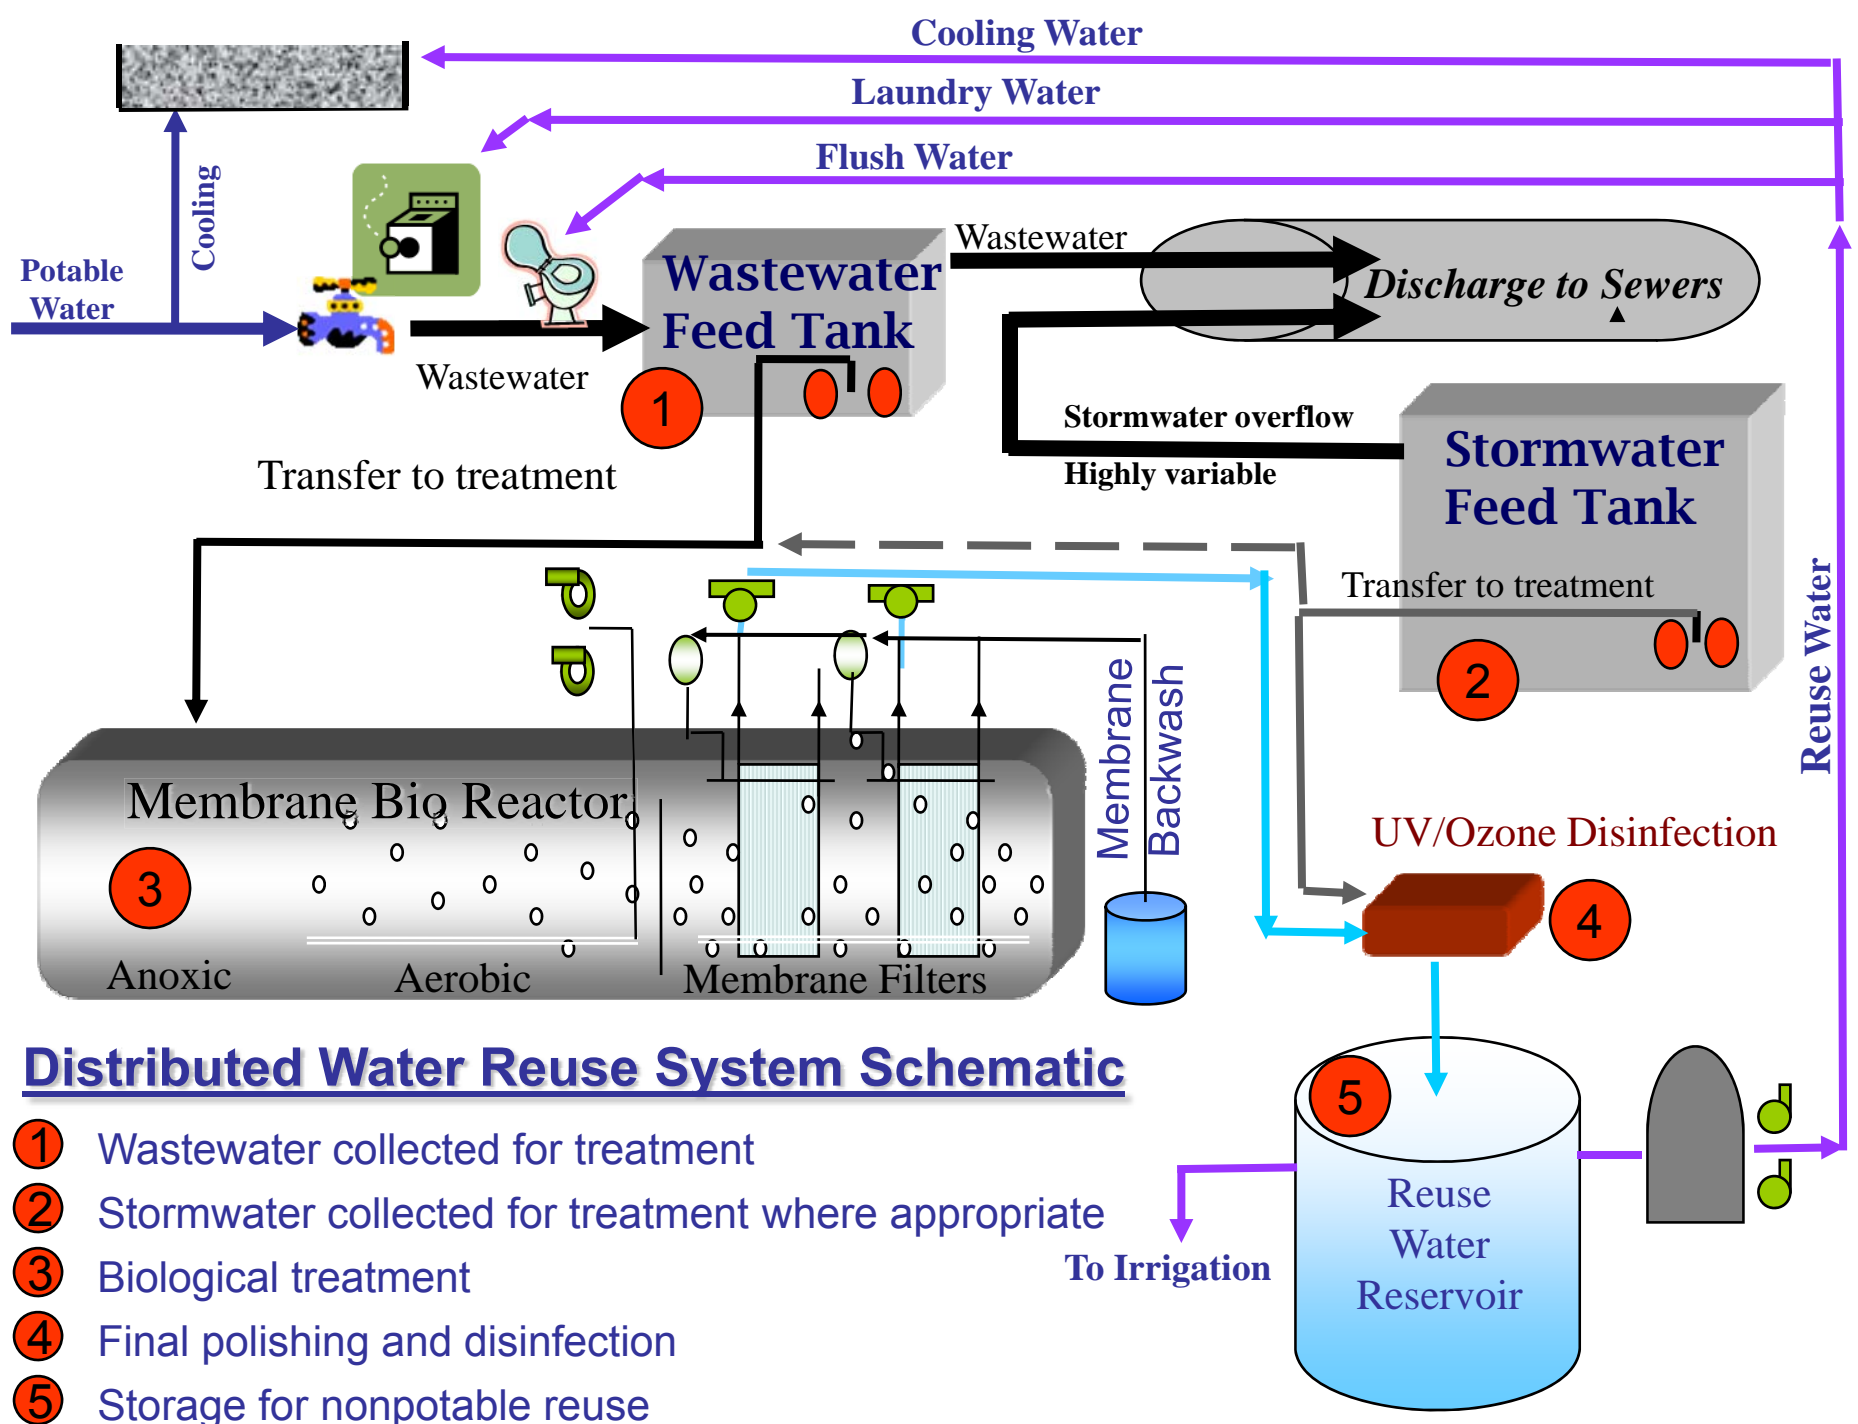 Cooling Water
Laundry Water
Flush Water
Cooling
Potable
Water
Wastewater
Wastewater
Feed Tank
Wastewater
Discharge to Sewers
1
Stormwater overflow
Highly variable
Stormwater
Feed Tank
Transfer to treatment
Transfer to treatment
2
Reuse Water
Membrane
Backwash
Membrane Bio Reactor
3
Anoxic
Aerobic
Membrane Filters
UV/Ozone Disinfection
4
Distributed Water Reuse System Schematic
1 Wastewater collected for treatment
2 Stormwater collected for treatment where appropriate
3 Biological treatment
4 Final polishing and disinfection
5 Storage for nonpotable reuse
5
Reuse
Water
Reservoir
To Irrigation